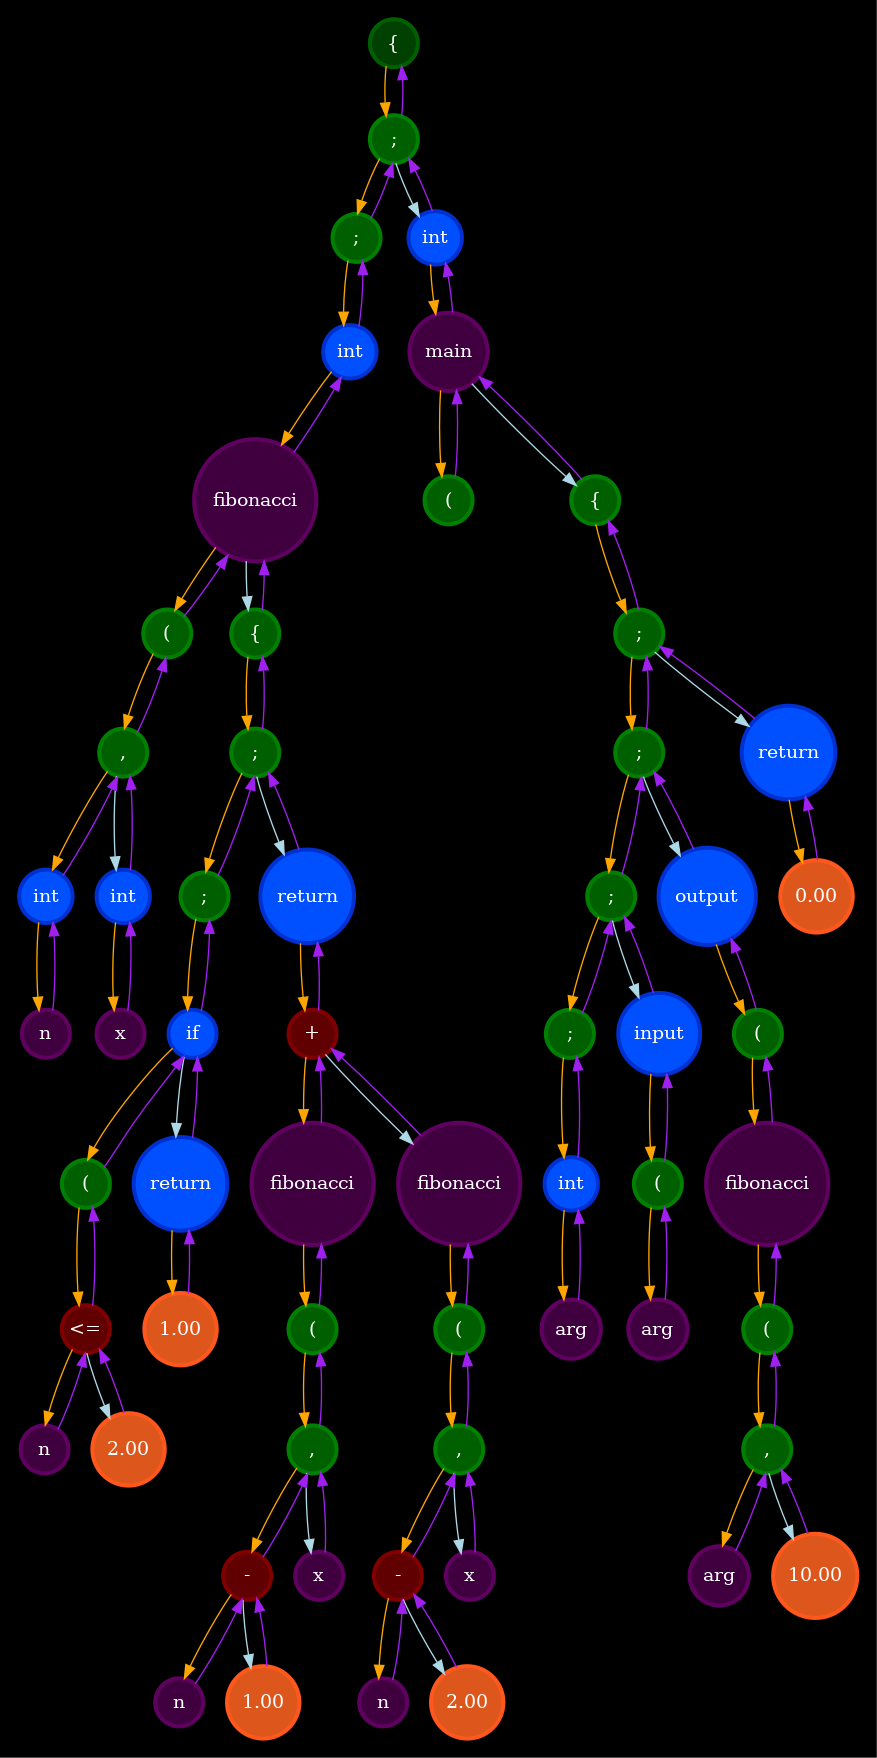 {
;
; int
int main
fibonacci ( {
( { ;
, ; ; return
int int ; return ; output 0.00
n x if + ; input (
( return fibonacci fibonacci int ( fibonacci
<= 1.00 ( ( arg arg (
n 2.00 , , ,
- x - x arg 10.00
n 1.00 n 2.00